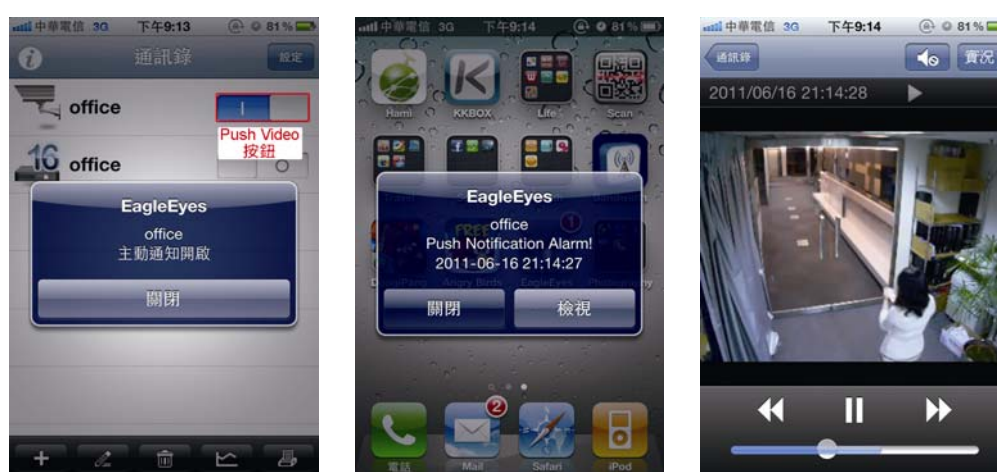 中華電信 3G 下午9:13 81%
通訊錄
設定
office
Push Video
按鈕
16
office
EagleEyes
office
主動通知開啟
關閉
中華電信 3G 下午9:14 81%
Hami KKBOX Life Scan
EagleEyes
office
Push Notification Alarm!
2011-06-16 21:14:27
關閉 檢視
FREE
1
Angry Birds EagleEyes Photography
2
電話 Mail Safari iPod
中華電信 3G 下午9:14 81%
通訊錄
實況
2011/06/16 21:14:28